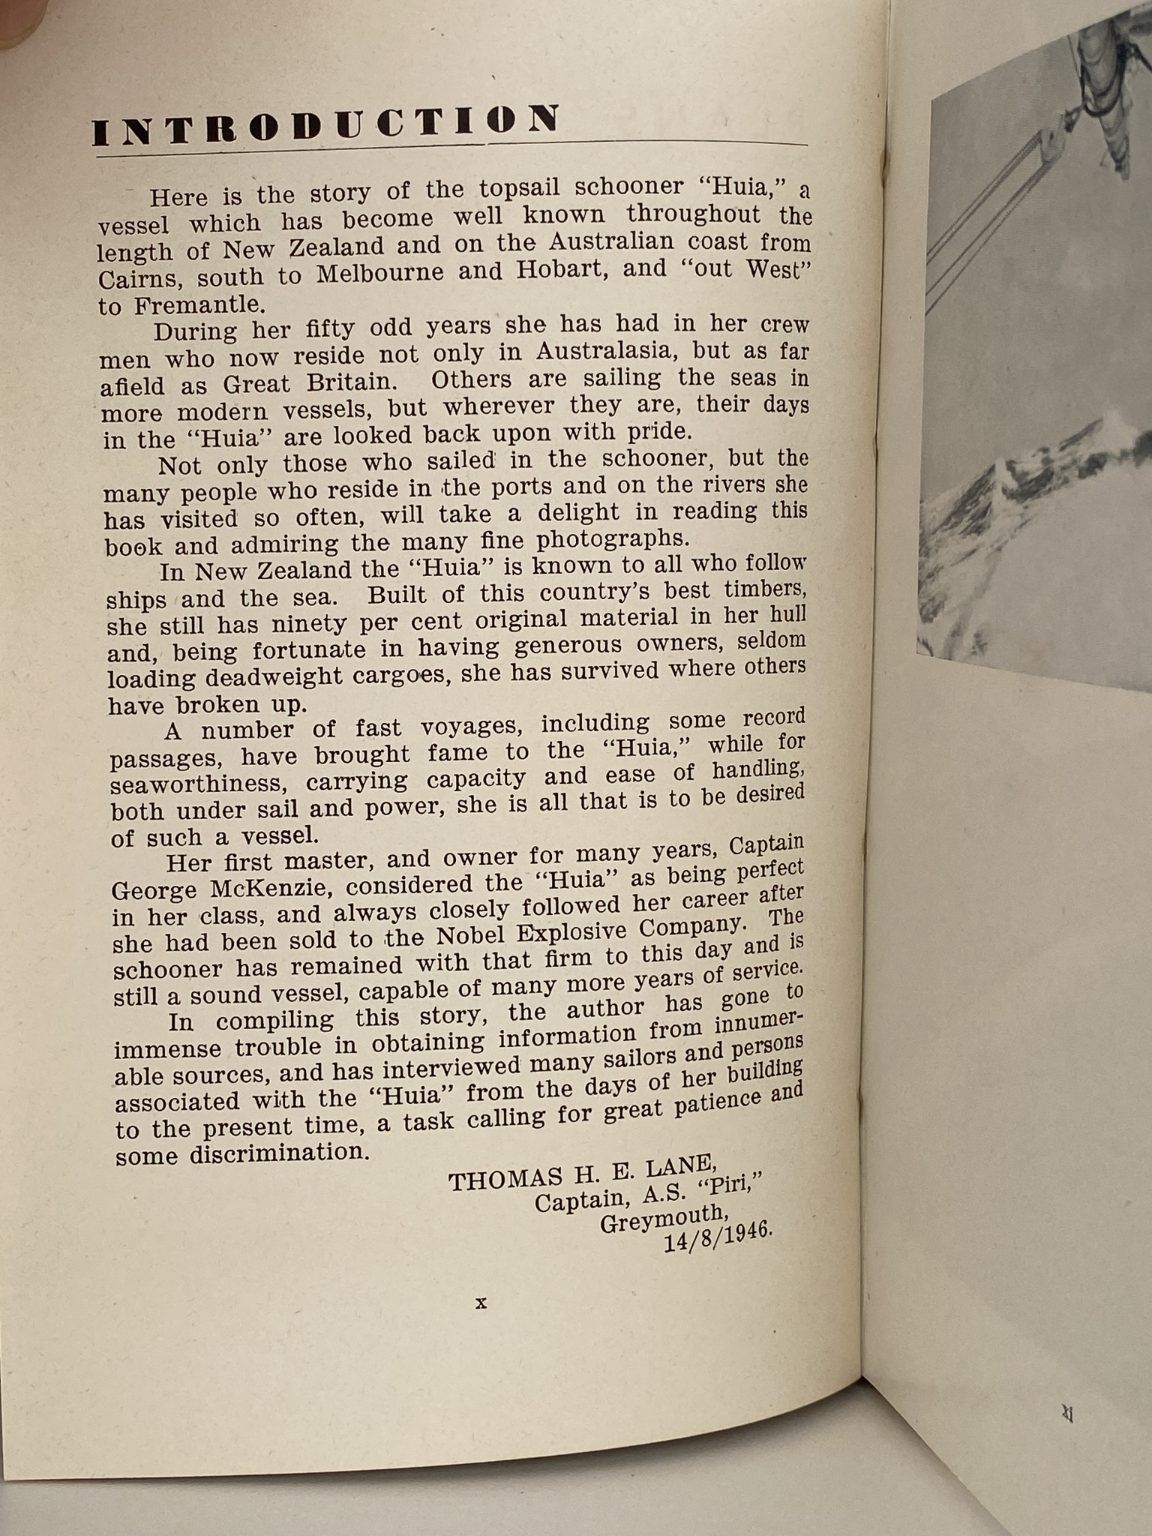 INTRODUCTION
Here is the story of the topsail schooner “Huia,” a
vessel which has become well known throughout the
length of New Zealand and on the Australian coast from
Cairns, south to Melbourne and Hobart, and “out West”
to Fremantle.
During her fifty odd years she has had in her crew
men who now reside not only in Australasia, but as far
afield as Great Britain. Others are sailing the seas in
more modern vessels, but wherever they are, their days
in the “Huia” are looked back upon with pride.
Not only those who sailed in the schooner, but the
many people who reside in the ports and on the rivers she
has visited so often, will take a delight in reading this
book and admiring the many fine photographs.
In New Zealand the “Huia” is known to all who follow
ships and the sea. Built of this country’s best timbers,
she still has ninety per cent original material in her hull
and, being fortunate in having generous owners, seldom
loading deadweight cargoes, she has survived where others
have broken up.
A number of fast voyages, including some record
passages, have brought fame to the “Huia,” while for
seaworthiness, carrying capacity and ease of handling,
both under sail and power, she is all that is to be desired
of such a vessel.
Her first master, and owner for many years, Captain
George McKenzie, considered the “Huia” as being perfect
in her class, and always closely followed her career after
she had been sold to the Nobel Explosive Company. The
schooner has remained with that firm to this day and is
still a sound vessel, capable of many more years of service.
In compiling this story, the author has gone to
immense trouble in obtaining information from innumer-
able sources, and has interviewed many sailors and persons
associated with the “Huia” from the days of her building
to the present time, a task calling for great patience and
some discrimination.
THOMAS H. E. LANE,
Captain, A.S. “Piri,”
Greymouth,
14/8/1946.
x
xi